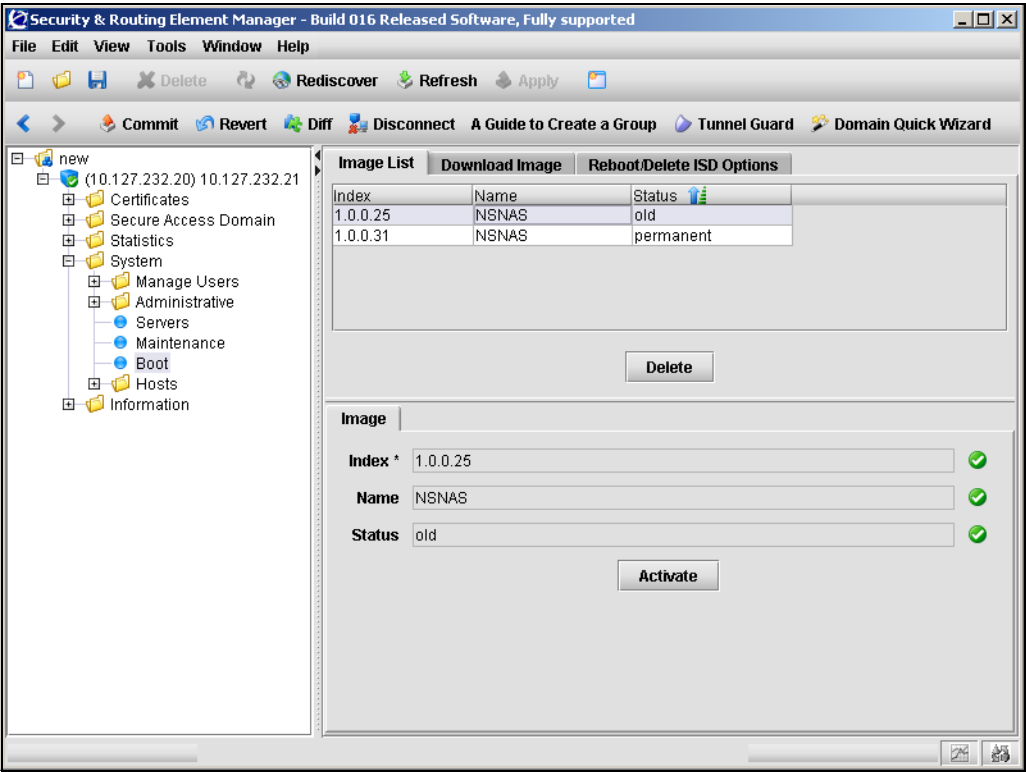 Security & Routing Element Manager - Build 016 Released Software, Fully supported
File Edit View Tools Window Help
Delete Rediscover Refresh Apply
Commit Revert Diff Disconnect A Guide to Create a Group Tunnel Guard Domain Quick Wizard
new
(10.127.232.20) 10.127.232.21
Certificates
Secure Access Domain
Statistics
System
Manage Users
Administrative
Servers
Maintenance
Boot
Hosts
Information
Image List Download Image Reboot/Delete ISD Options
Index Name Status
1.0.0.25 NSNAS old
1.0.0.31 NSNAS permanent
Delete
Image
Index * 1.0.0.25
Name NSNAS
Status old
Activate